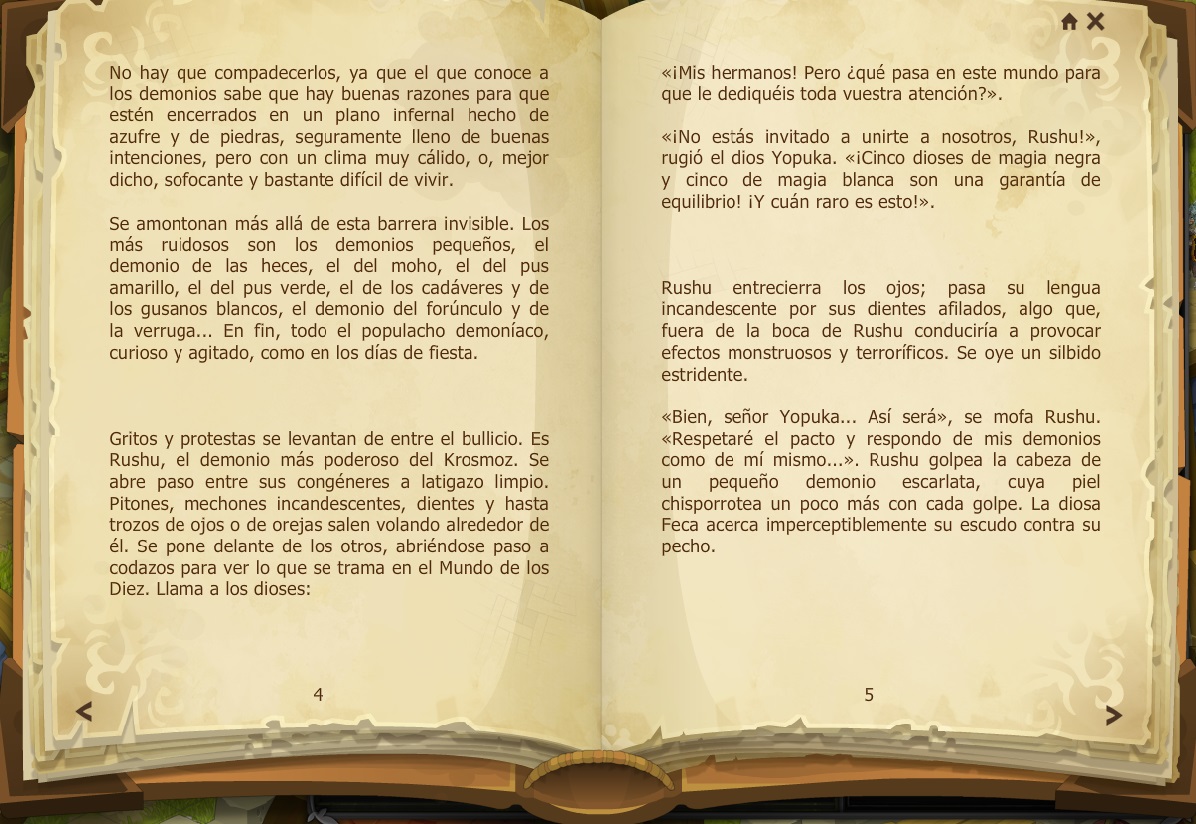 No hay que compadecerlos, ya que el que conoce a
los demonios sabe que hay buenas razones para que
estén encerrados en un plano infernal hecho de
azufre y de piedras, seguramente lleno de buenas
intenciones, pero con un clima muy cálido, o, mejor
dicho, sofocante y bastante difícil de vivir.
Se amontonan más allá de esta barrera invisible. Los
más ruidosos son los demonios pequeños, el
demonio de las heces, el del moho, el del pus
amarillo, el del pus verde, el de los cadáveres y de
los gusanos blancos, el demonio del forúnculo y de
la verruga... En fin, todo el populacho demoníaco,
curioso y agitado, como en los días de fiesta.
Gritos y protestas se levantan de entre el bullicio. Es
Rushu, el demonio más poderoso del Krosmoz. Se
abre paso entre sus congéneres a latigazo limpio.
Pitones, mechones incandescentes, dientes y hasta
trozos de ojos o de orejas salen volando alrededor de
él. Se pone delante de los otros, abriéndose paso a
codazos para ver lo que se trama en el Mundo de los
Diez. Llama a los dioses:
4
«¡Mis hermanos! Pero ¿qué pasa en este mundo para
que le dediquéis toda vuestra atención?».
«¡No estás invitado a unirte a nosotros, Rushu!»,
rugió el dios Yopuka. «¡Cinco dioses de magia negra
y cinco de magia blanca son una garantía de
equilibrio! ¡Y cuán raro es esto!».
Rushu entrecierra los ojos; pasa su lengua
incandescente por sus dientes afilados, algo que,
fuera de la boca de Rushu conduciría a provocar
efectos monstruosos y terroríficos. Se oye un silbido
estridente.
«Bien, señor Yopuka... Así será», se mofa Rushu.
«Respetaré el pacto y respondo de mis demonios
como de mí mismo...». Rushu golpea la cabeza de
un pequeño demonio escarlata, cuya piel
chisporrotea un poco más con cada golpe. La diosa
Feca acerca imperceptiblemente su escudo contra su
pecho.
5